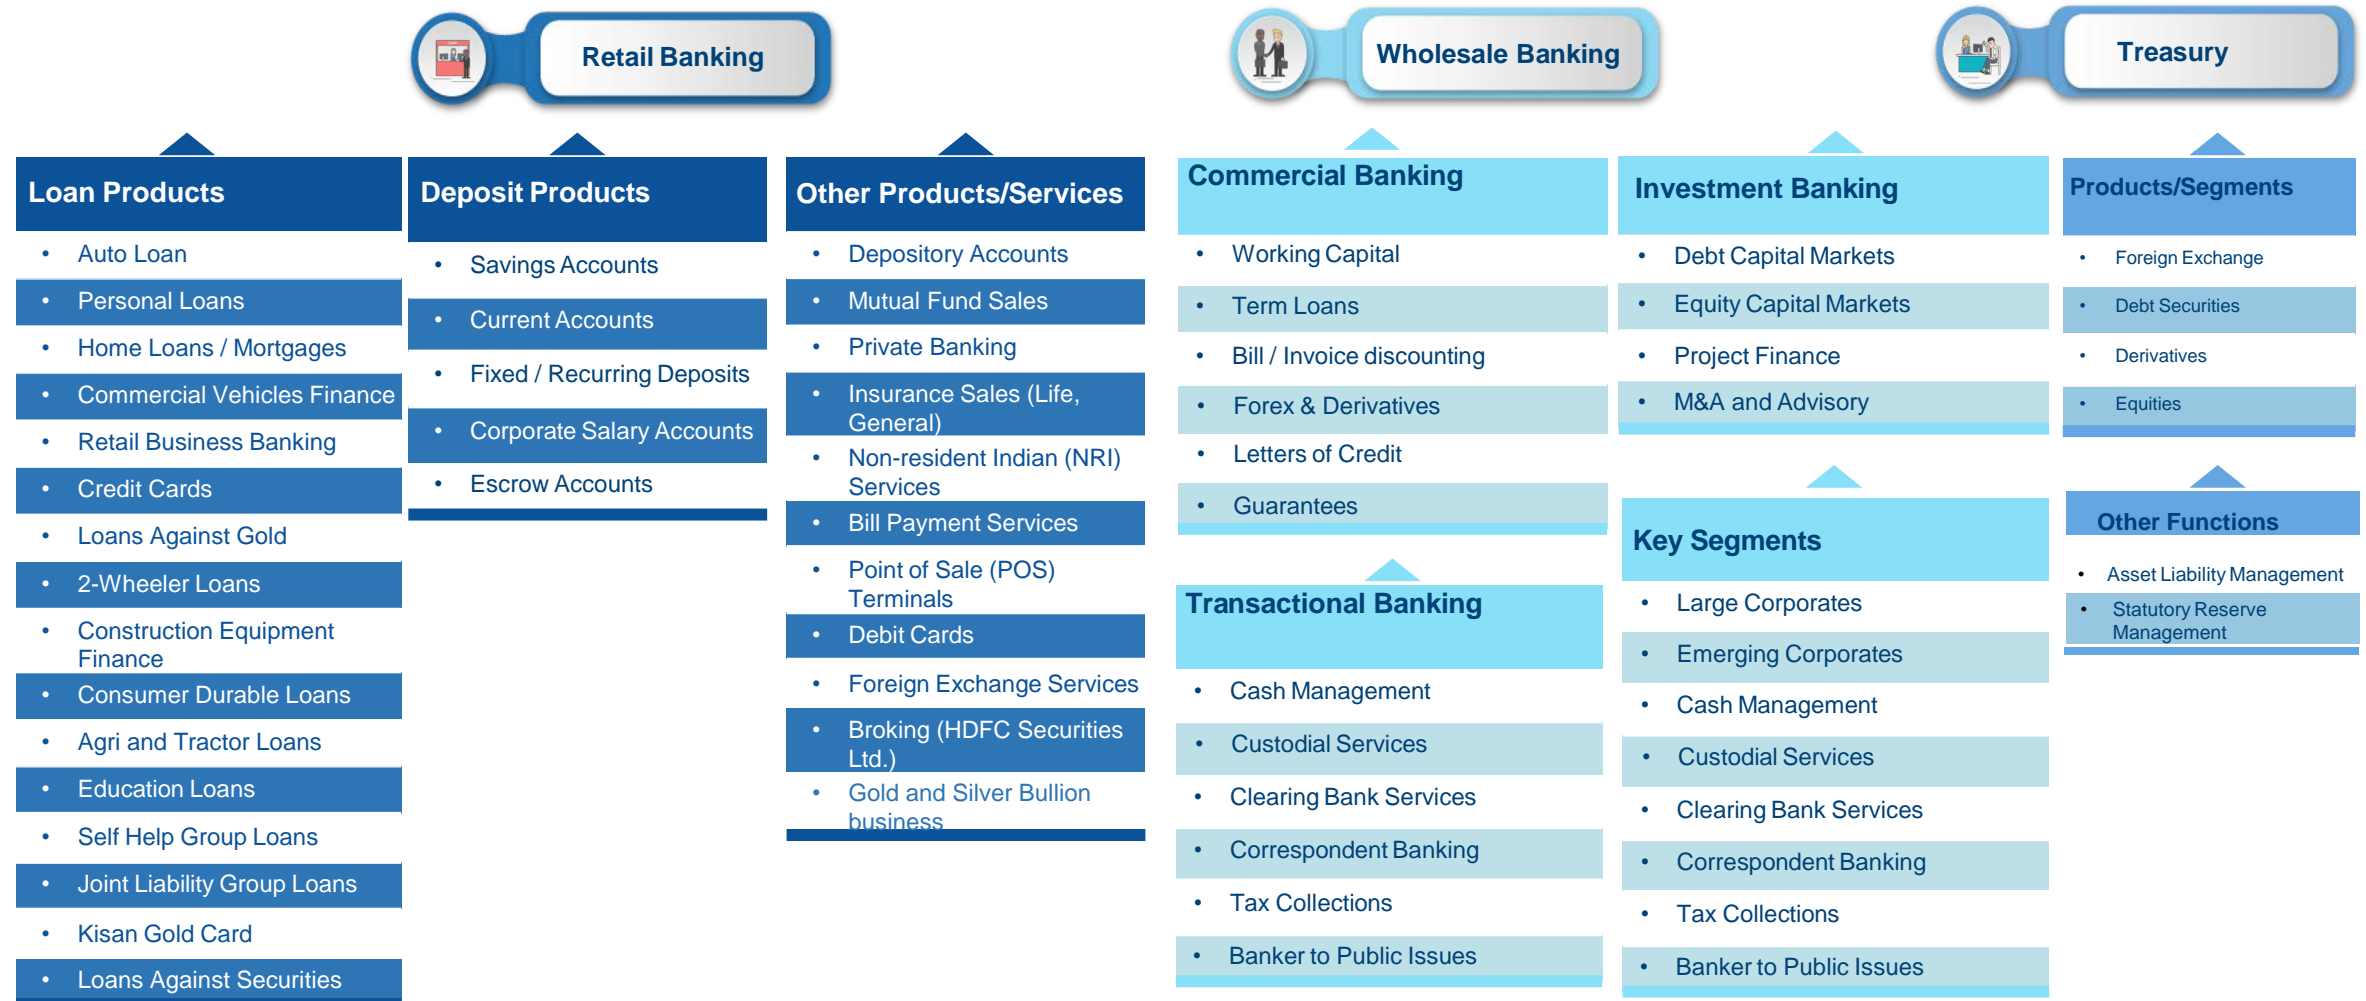 Retail Banking
Wholesale Banking
Treasury
Loan Products
• Auto Loan
• Personal Loans
• Home Loans / Mortgages
• Commercial Vehicles Finance
• Retail Business Banking
• Credit Cards
• Loans Against Gold
• 2-Wheeler Loans
• Construction Equipment
Finance
• Consumer Durable Loans
• Agri and Tractor Loans
• Education Loans
• Self Help Group Loans
• Joint Liability Group Loans
• Kisan Gold Card
• Loans Against Securities
Deposit Products
• Savings Accounts
• Current Accounts
• Fixed / Recurring Deposits
• Corporate Salary Accounts
• Escrow Accounts
Other Products/Services
• Depository Accounts
• Mutual Fund Sales
• Private Banking
• Insurance Sales (Life,
General)
• Non-resident Indian (NRI)
Services
• Bill Payment Services
• Point of Sale (POS)
Terminals
• Debit Cards
• Foreign Exchange Services
• Broking (HDFC Securities
Ltd.)
• Gold and Silver Bullion
business
Commercial Banking
• Working Capital
• Term Loans
• Bill / Invoice discounting
• Forex & Derivatives
• Letters of Credit
• Guarantees
Transactional Banking
• Cash Management
• Custodial Services
• Clearing Bank Services
• Correspondent Banking
• Tax Collections
• Banker to Public Issues
Investment Banking
• Debt Capital Markets
• Equity Capital Markets
• Project Finance
• M&A and Advisory
Key Segments
• Large Corporates
• Emerging Corporates
• Cash Management
• Custodial Services
• Clearing Bank Services
• Correspondent Banking
• Tax Collections
• Banker to Public Issues
Products/Segments
• Foreign Exchange
• Debt Securities
• Derivatives
• Equities
Other Functions
• Asset Liability Management
• Statutory Reserve
Management